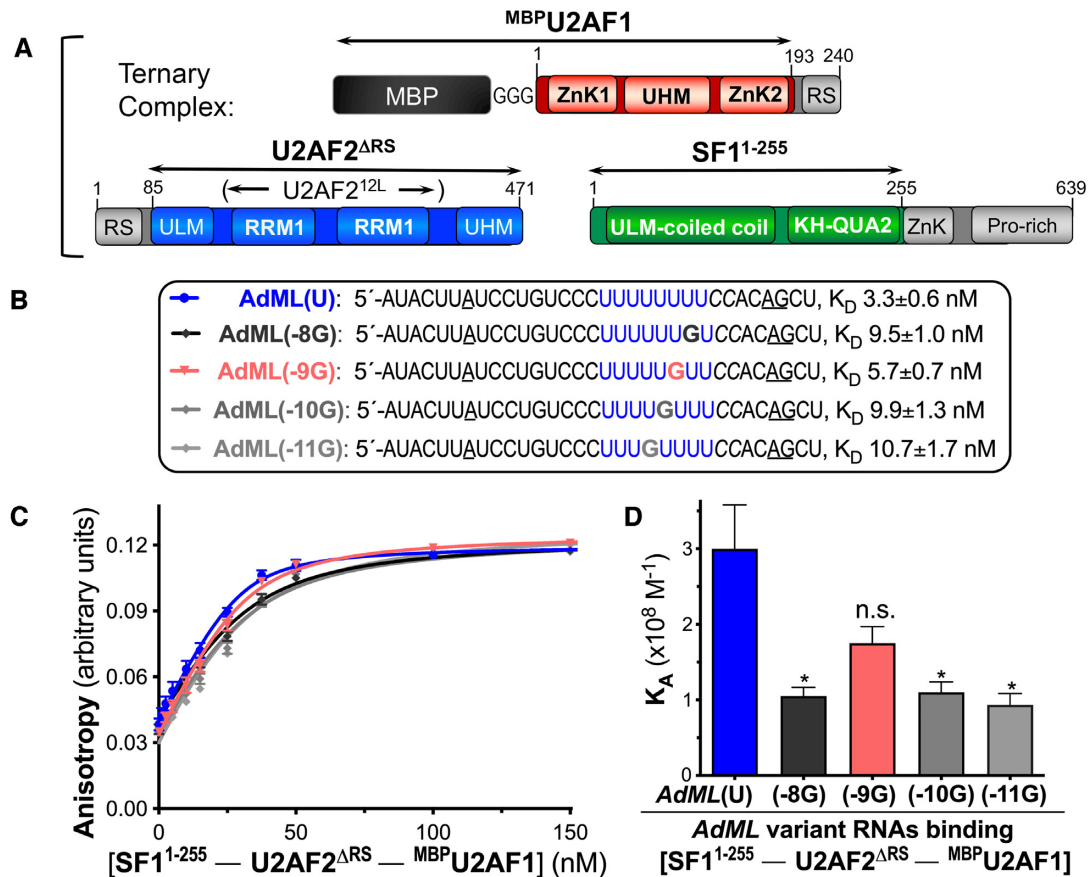 A
MBPU2AF1
Ternary
Complex:
1 193 240
MBP GGG ZnK1 UHM ZnK2 RS
U2AF2ΔRS
1 85 (← U2AF212L →) 471
RS ULM RRM1 RRM1 UHM
SF11-255
1 255 639
ULM-coiled coil KH-QUA2 ZnK Pro-rich
B
AdML(U): 5´-AUACUUAUCCUGUCCCUUUUUUUUCCACAGCU, KD 3.3±0.6 nM
AdML(-8G): 5´-AUACUUAUCCUGUCCCUUUUUUGUCCACAGCU, KD 9.5±1.0 nM
AdML(-9G): 5´-AUACUUAUCCUGUCCCUUUUUGUUCCACAGCU, KD 5.7±0.7 nM
AdML(-10G): 5´-AUACUUAUCCUGUCCCUUUUGUUUCCACAGCU, KD 9.9±1.3 nM
AdML(-11G): 5´-AUACUUAUCCUGUCCCUUUGUUUUCCACAGCU, KD 10.7±1.7 nM
C
Anisotropy (arbitrary units)
0.12
0.09
0.06
0.03
0.00
0 50 100 150
[SF11-255 — U2AF2ΔRS — MBPU2AF1] (nM)
D
KA (x10⁸ M⁻¹)
3
2
1
0
* n.s. * *
AdML(U) (-8G) (-9G) (-10G) (-11G)
AdML variant RNAs binding
[SF11-255 — U2AF2ΔRS — MBPU2AF1]